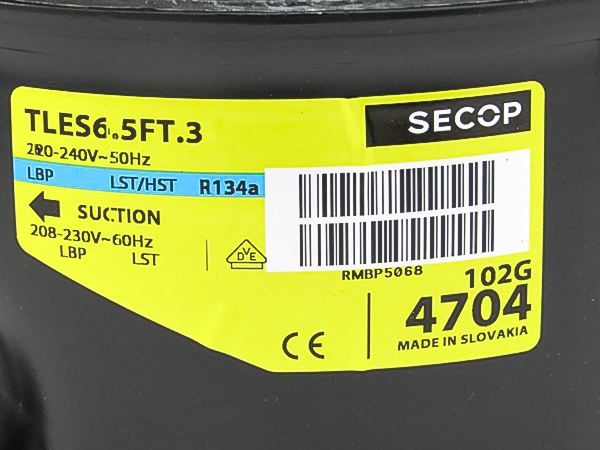 TLES6.5FT.3
SECOP
220-240V~50Hz
LBP LST/HST R134a
SUCTION
208-230V~60Hz
LBP LST
DVE
RMBP5068
102G
4704
MADE IN SLOVAKIA
CE